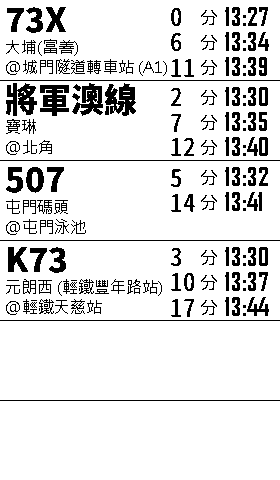 73X 0 分 13:27
大埔(富善) 6 分 13:34
@城門隧道轉車站 (A1) 11 分 13:39
將軍澳線 2 分 13:30
寶琳 7 分 13:35
@北角 12 分 13:40
507 5 分 13:32
屯門碼頭 14 分 13:41
@屯門泳池
K73 3 分 13:30
元朗西 (輕鐵豐年路站) 10 分 13:37
@輕鐵天慈站 17 分 13:44